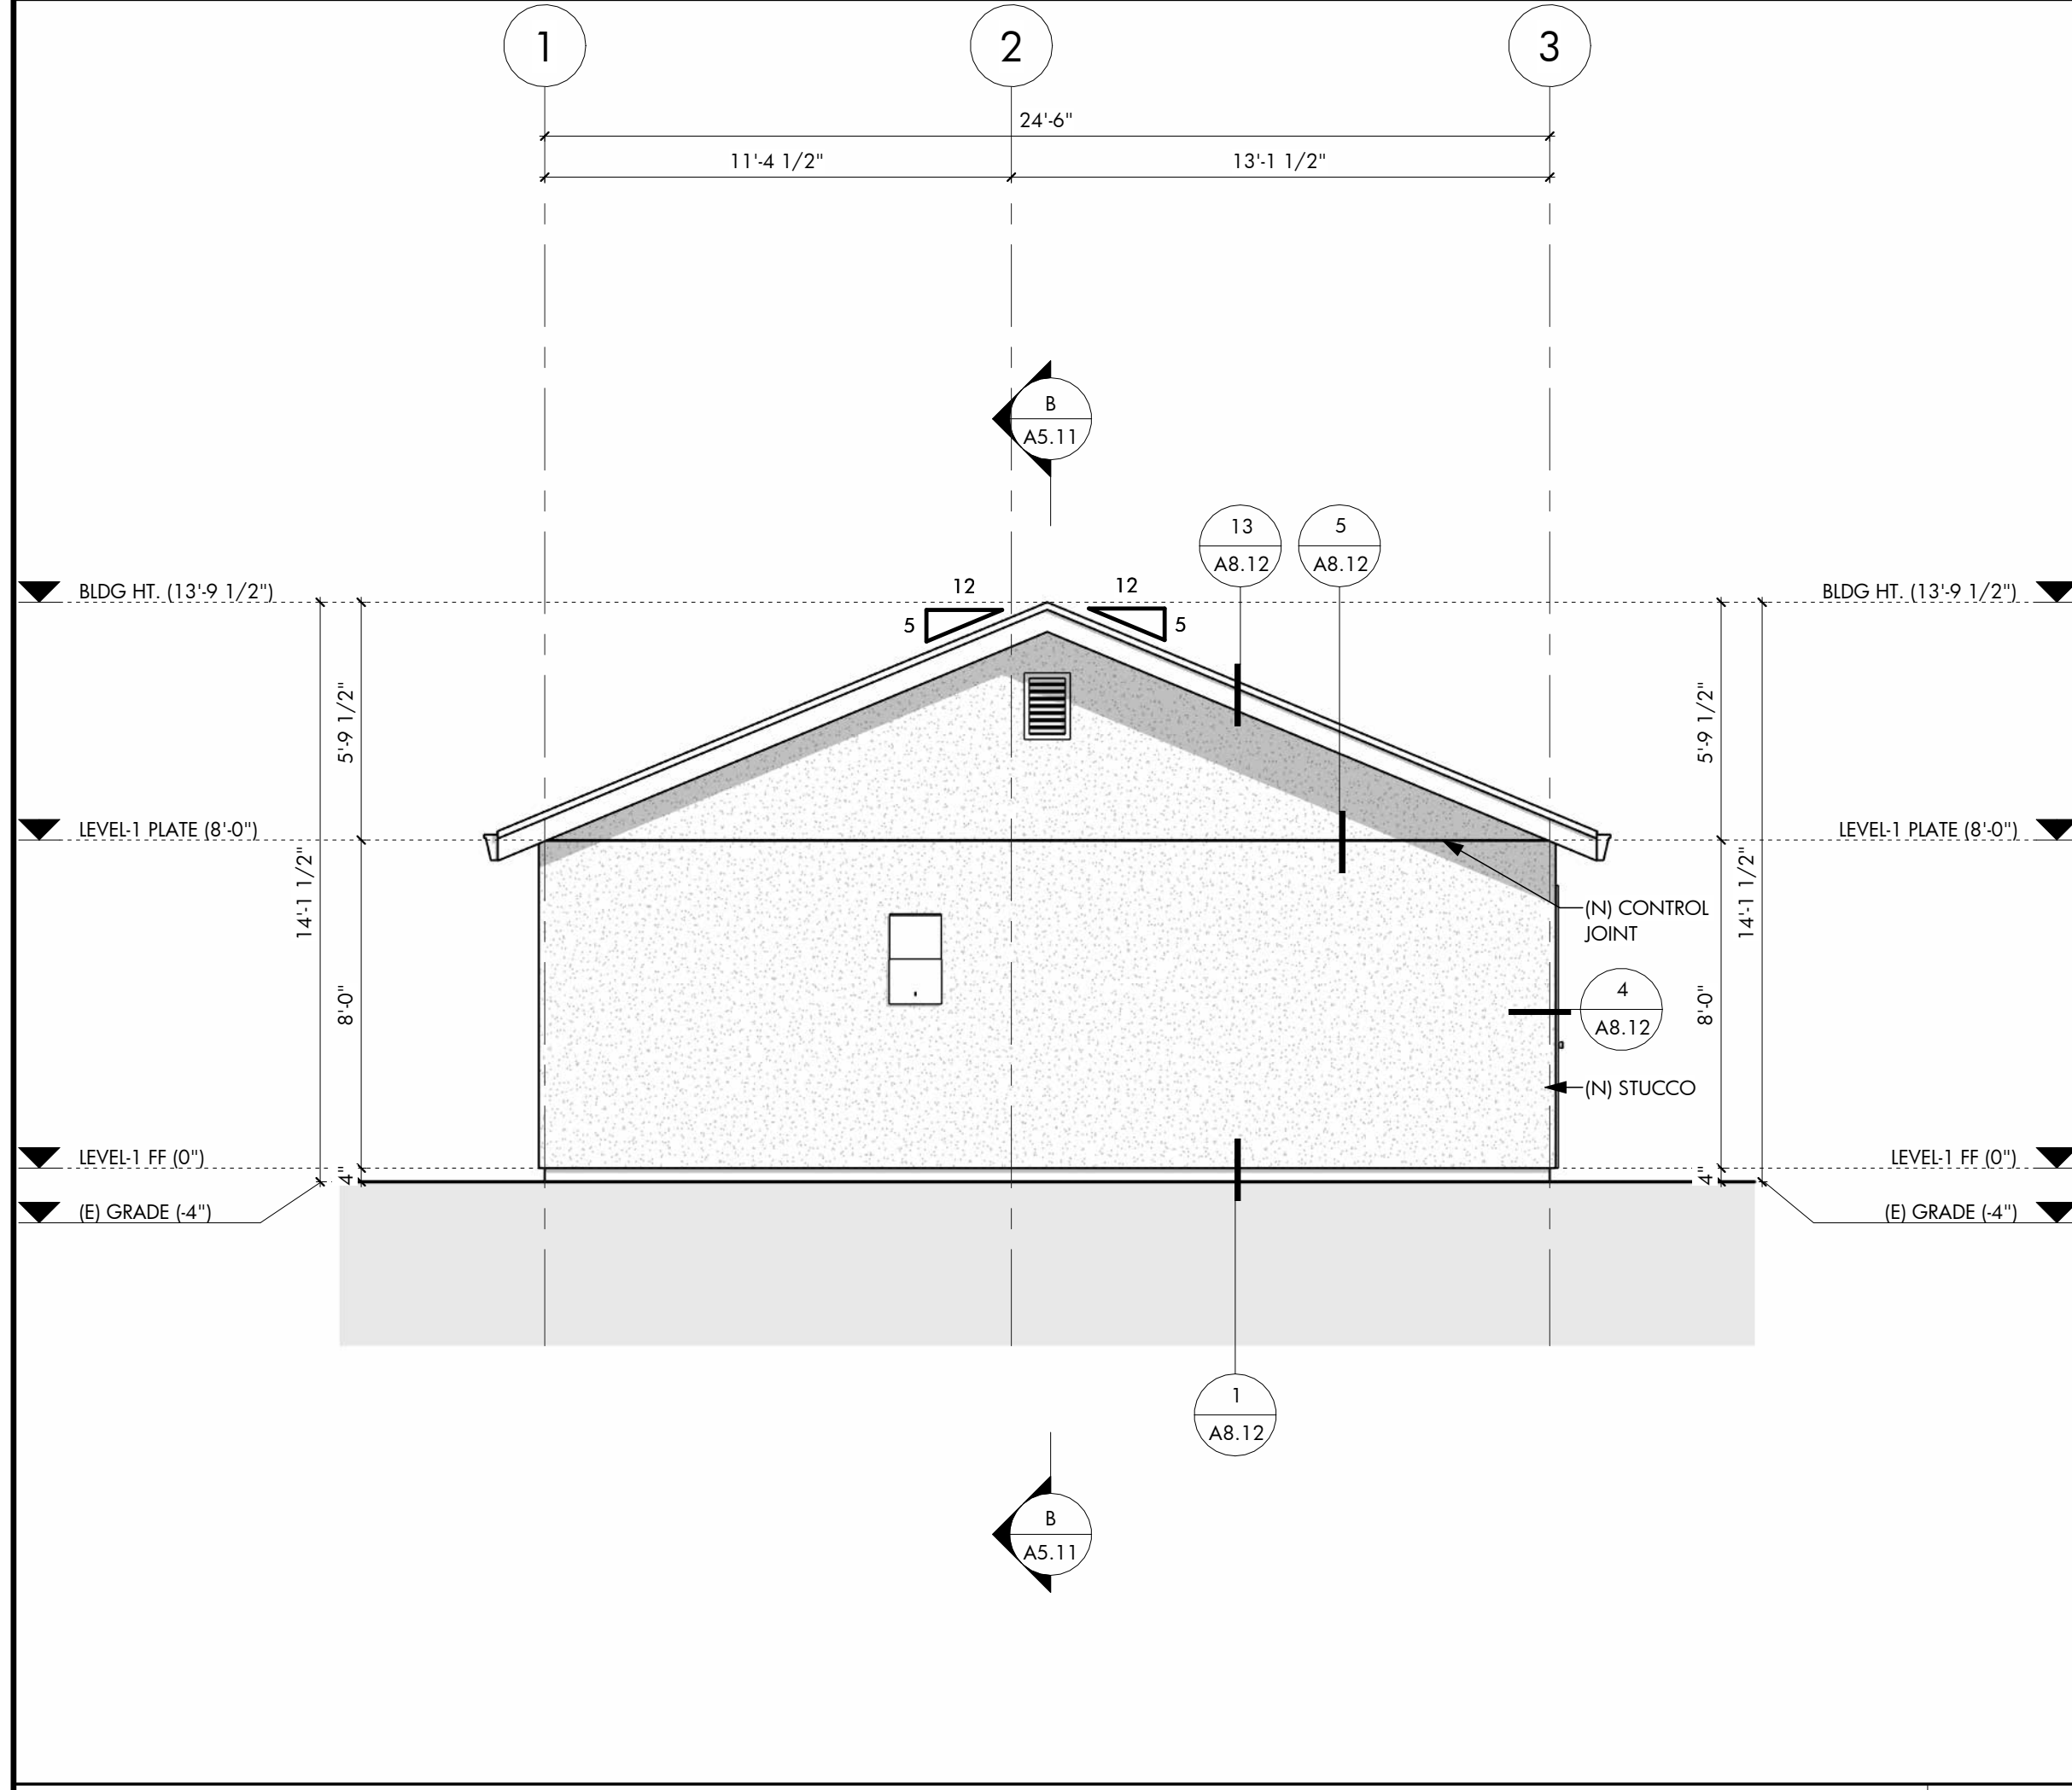 1 2 3
24'-6"
11'-4 1/2" 13'-1 1/2"
B
A5.11
13 5
A8.12 A8.12
12 12
5 5
BLDG HT. (13'-9 1/2") BLDG HT. (13'-9 1/2")
5'-9 1/2" 5'-9 1/2"
LEVEL-1 PLATE (8'-0") LEVEL-1 PLATE (8'-0")
14'-1 1/2" 14'-1 1/2"
(N) CONTROL
JOINT
8'-0" 8'-0"
4
A8.12
(N) STUCCO
LEVEL-1 FF (0") LEVEL-1 FF (0")
4" 4"
(E) GRADE (-4") (E) GRADE (-4")
1
A8.12
B
A5.11